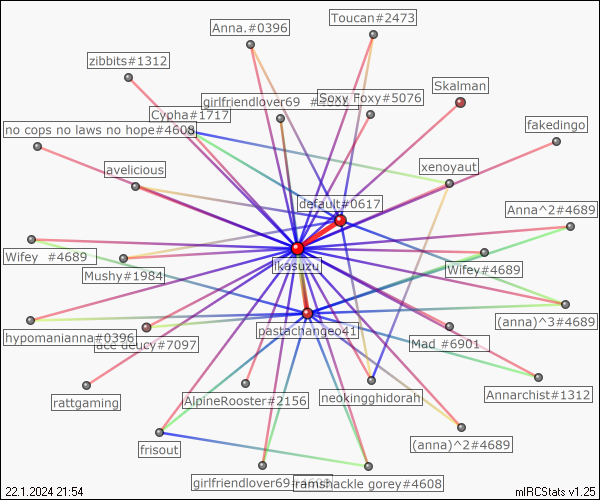 Toucan#2473
Anna.#0396
zibbits#1312
Skalman
girlfriendlover69
Soxy Foxy#5076
Cypha#1717
no cops no laws no hope#4608
fakedingo
avelicious
xenoyaut
default#0617
Anna^2#4689
Wifey #4689
ikasuzu
Wifey#4689
Mushy#1984
(anna)^3#4689
pastachangeo41
hypomanianna#0396
ace deucy#7097
Mad #6901
rattgaming
AlpineRooster#2156
neokingghidorah
Annarchist#1312
frisout
(anna)^2#4689
girlfriendlover69
ramshackle gorey#4608
22.1.2024 21:54
mIRCStats v1.25